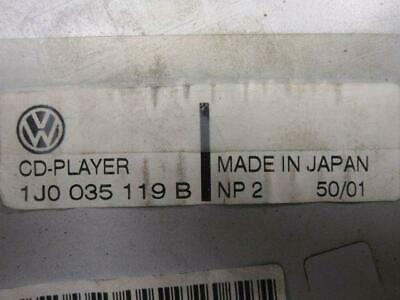 CD-PLAYER
MADE IN JAPAN
1J0 035 119 B
NP 2 50/01